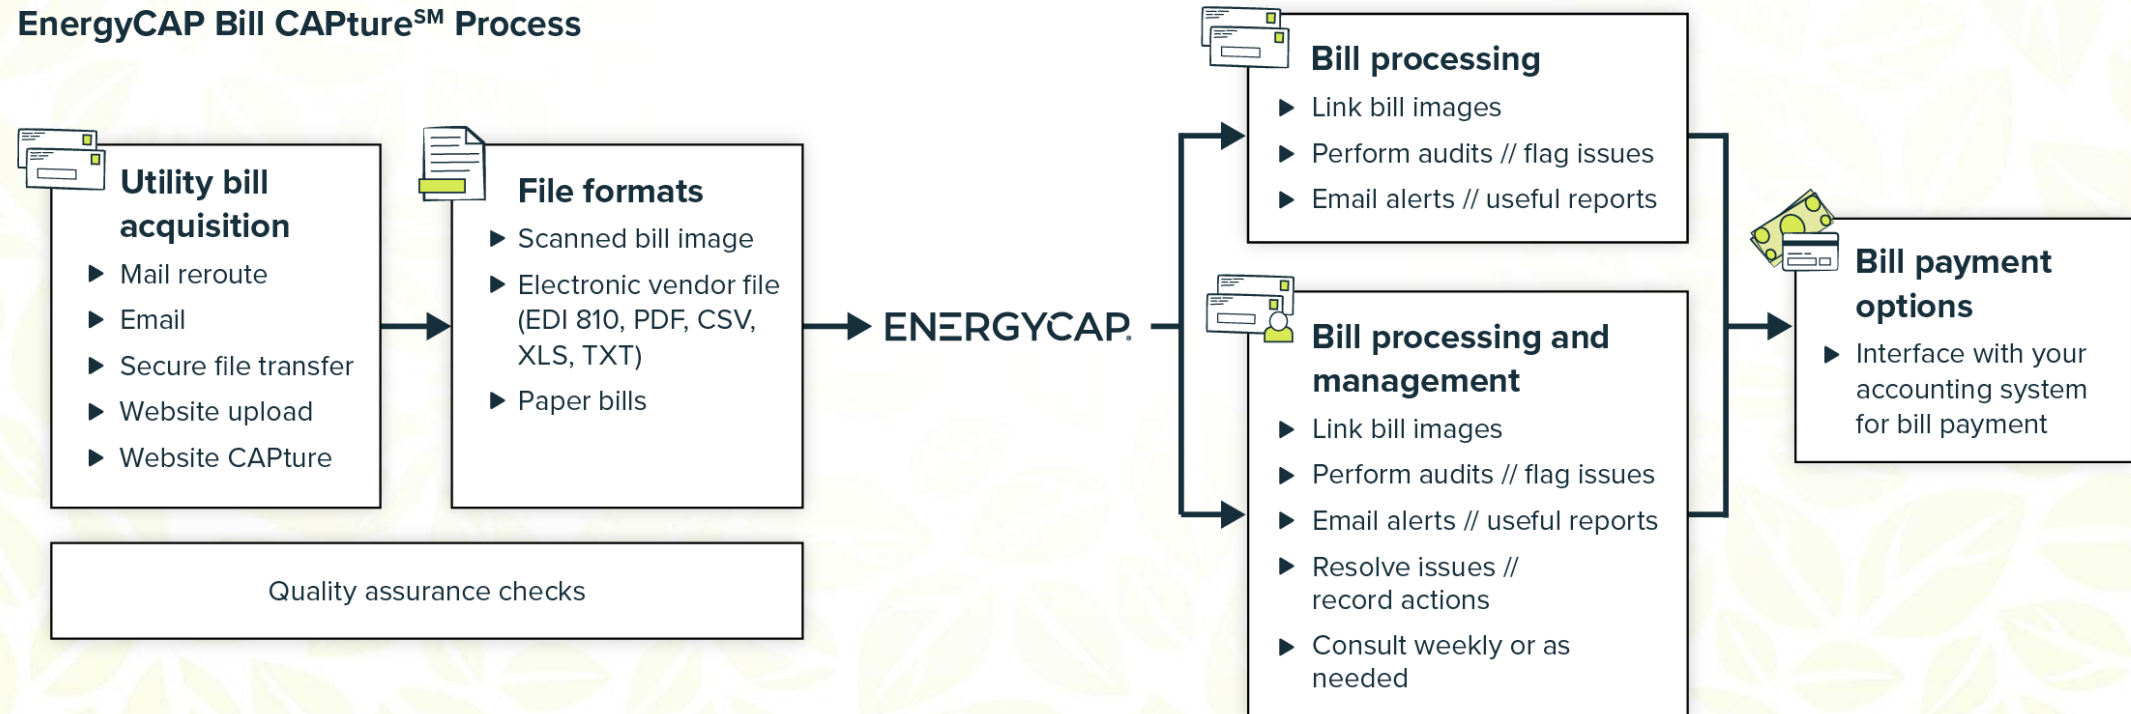 EnergyCAP Bill CAPture℠ Process
Utility bill
acquisition
Mail reroute
Email
Secure file transfer
Website upload
Website CAPture
File formats
Scanned bill image
Electronic vendor file
(EDI 810, PDF, CSV,
XLS, TXT)
Paper bills
Quality assurance checks
ENERGYCAP.
Bill processing
Link bill images
Perform audits // flag issues
Email alerts // useful reports
Bill processing and
management
Link bill images
Perform audits // flag issues
Email alerts // useful reports
Resolve issues //
record actions
Consult weekly or as
needed
Bill payment
options
Interface with your
accounting system
for bill payment